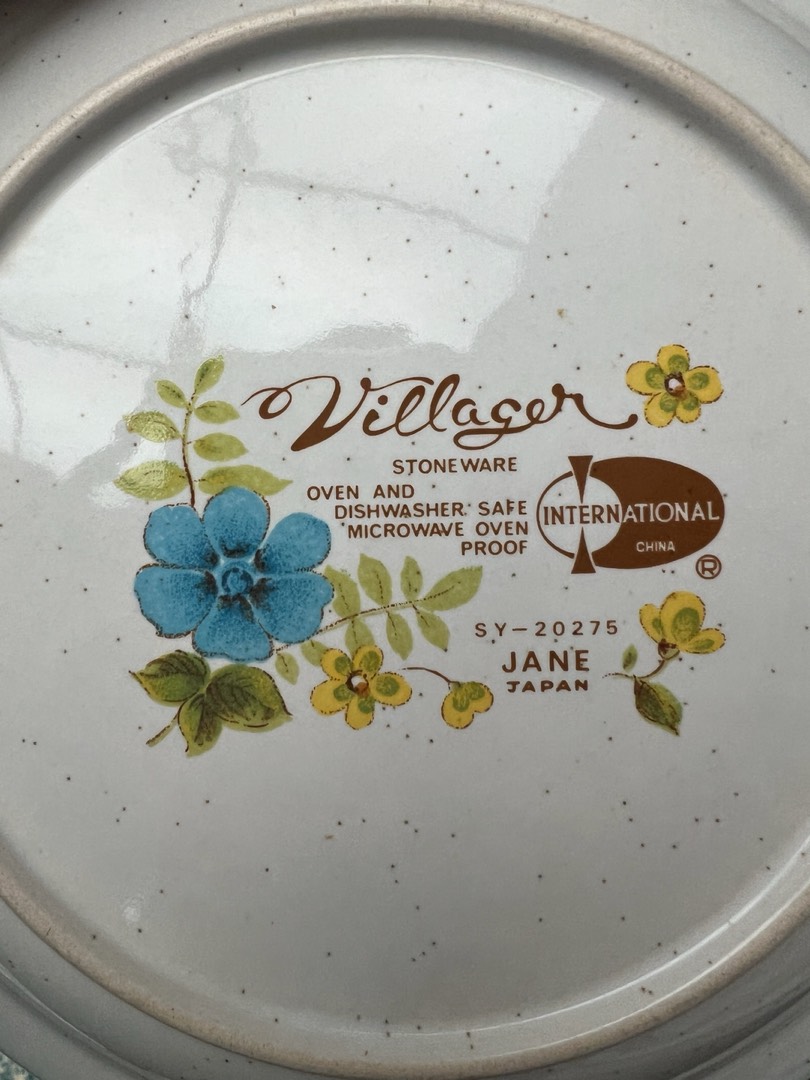 Villager
STONEWARE
OVEN AND
DISHWASHER SAFE
MICROWAVE OVEN
PROOF
INTERNATIONAL
CHINA
®
SY-20275
JANE
JAPAN